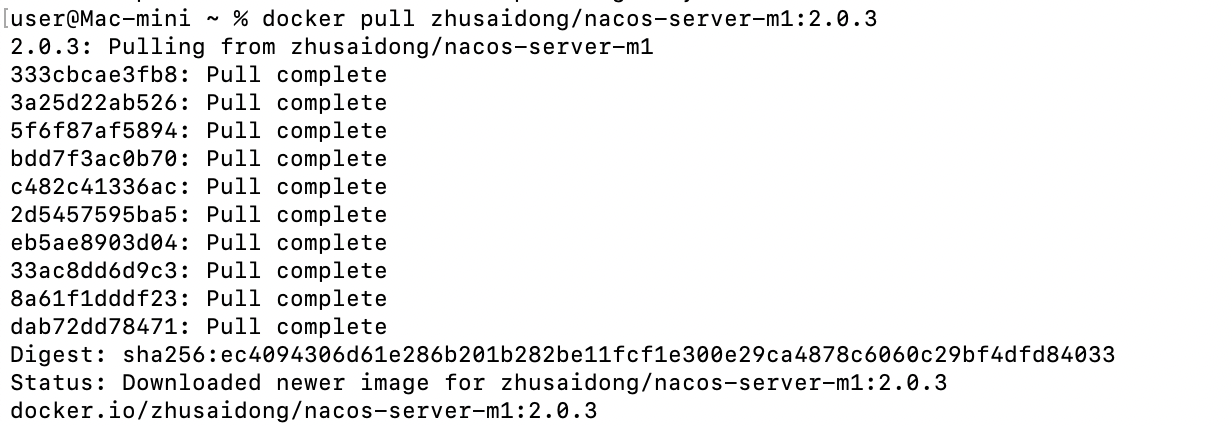 user@Mac-mini ~ % docker pull zhusaidong/nacos-server-m1:2.0.3
2.0.3: Pulling from zhusaidong/nacos-server-m1
333cbcae3fb8: Pull complete
3a25d22ab526: Pull complete
5f6f87af5894: Pull complete
bdd7f3ac0b70: Pull complete
c482c41336ac: Pull complete
2d5457595ba5: Pull complete
eb5ae8903d04: Pull complete
33ac8dd6d9c3: Pull complete
8a61f1dddf23: Pull complete
dab72dd78471: Pull complete
Digest: sha256:ec4094306d61e286b201b282be11fcf1e300e29ca4878c6060c29bf4dfd84033
Status: Downloaded newer image for zhusaidong/nacos-server-m1:2.0.3
docker.io/zhusaidong/nacos-server-m1:2.0.3